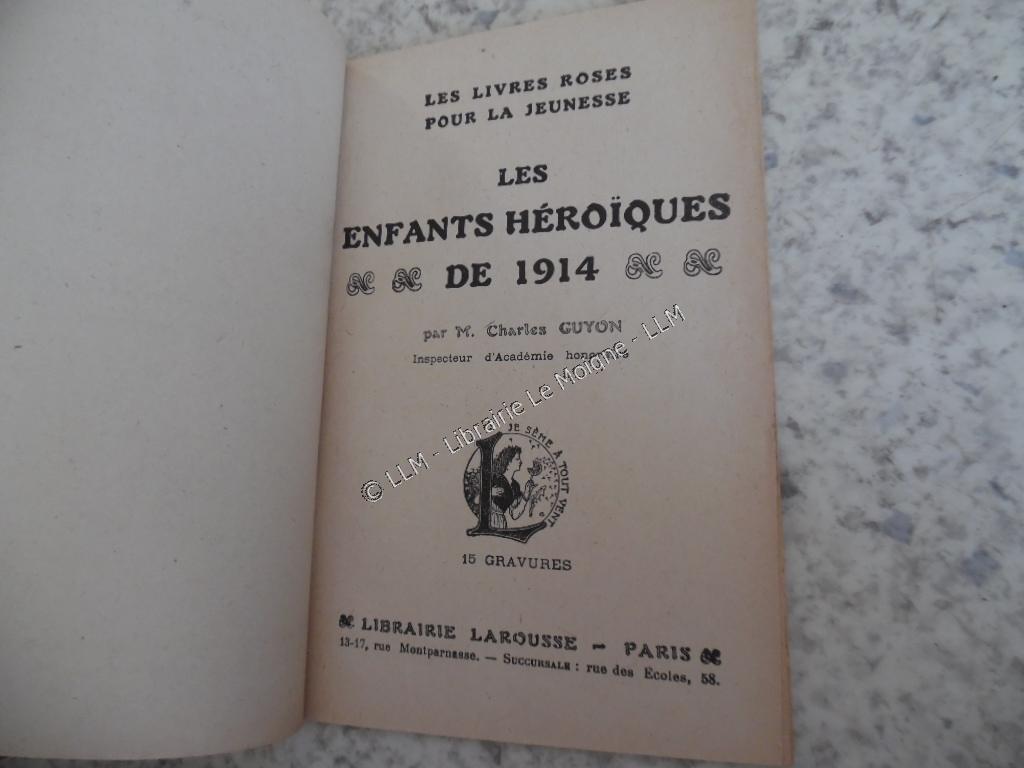 LES LIVRES ROSES
POUR LA JEUNESSE
LES
ENFANTS HÉROÏQUES
DE 1914
par M. Charles GUYON
Inspecteur d'Académie
© LLM - Librairie Le Moigne - LLM
JE SÈME À TOUT VENT
15 GRAVURES
LIBRAIRIE LAROUSSE — PARIS
13-17, rue Montparnasse. — SUCCURSALE : rue des Écoles, 58.